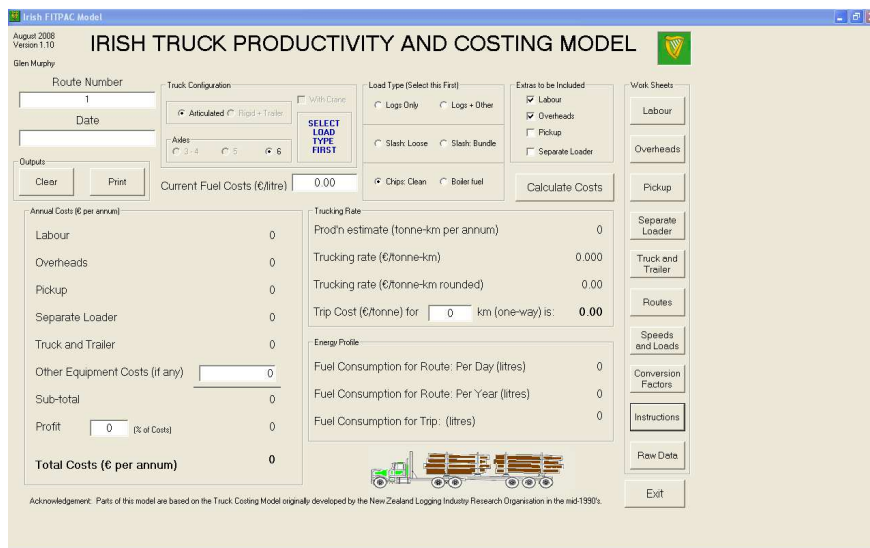 Irish FITPAC Model
August 2008
Version 1.10
Glen Murphy
IRISH TRUCK PRODUCTIVITY AND COSTING MODEL
Route Number
1
Date
Outputs
Clear
Print
Truck Configuration
Articulated
Rigid + Trailer
Axles
3-4
5
6
With Crane
SELECT
LOAD
TYPE
FIRST
Current Fuel Costs (€/litre)
0.00
Load Type (Select this First)
Logs Only
Logs + Other
Slash: Loose
Slash: Bundle
Chips: Clean
Boiler fuel
Extras to be Included
Labour
Overheads
Pickup
Separate Loader
Calculate Costs
Annual Costs (€ per annum)
Labour 0
Overheads 0
Pickup 0
Separate Loader 0
Truck and Trailer 0
Other Equipment Costs (if any) 0
Sub-total 0
Profit 0 (% of Costs) 0
Total Costs (€ per annum) 0
Trucking Rate
Prod'n estimate (tonne-km per annum) 0
Trucking rate (€/tonne-km) 0.000
Trucking rate (€/tonne-km rounded) 0.00
Trip Cost (€/tonne) for 0 km (one-way) is: 0.00
Energy Profile
Fuel Consumption for Route: Per Day (litres) 0
Fuel Consumption for Route: Per Year (litres) 0
Fuel Consumption for Trip: (litres) 0
Work Sheets
Labour
Overheads
Pickup
Separate
Loader
Truck and
Trailer
Routes
Speeds
and Loads
Conversion
Factors
Instructions
Raw Data
Exit
Acknowledgement: Parts of this model are based on the Truck Costing Model originally developed by the New Zealand Logging Industry Research Organisation in the mid-1990's.